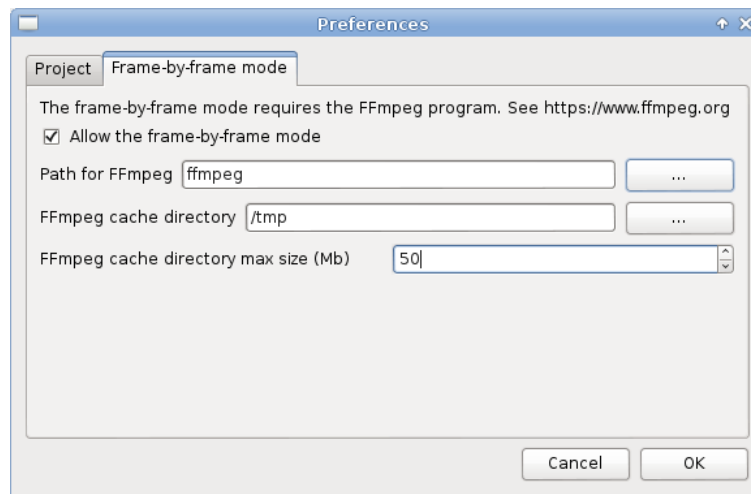 Preferences
Project Frame-by-frame mode
The frame-by-frame mode requires the FFmpeg program. See https://www.ffmpeg.org
Allow the frame-by-frame mode
Path for FFmpeg ffmpeg ...
FFmpeg cache directory /tmp ...
FFmpeg cache directory max size (Mb) 50
Cancel OK